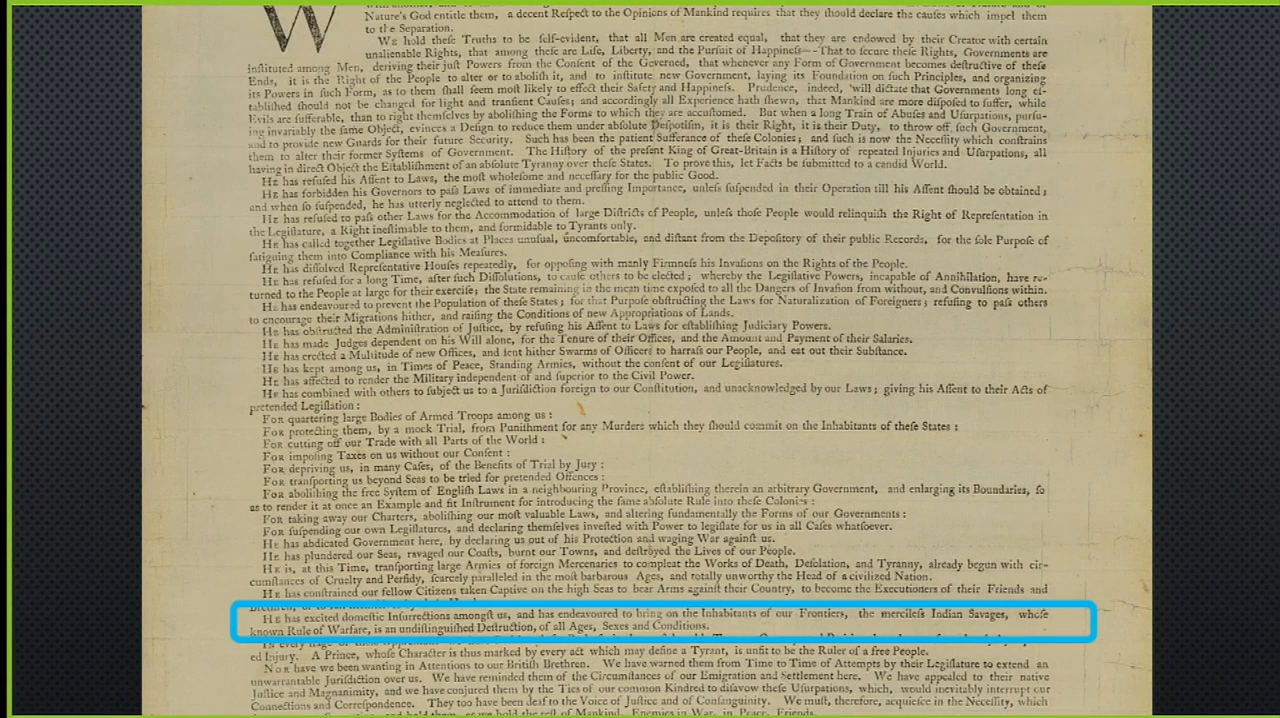 W
Nature's God entitle them, a decent Reſpect to the Opinions of Mankind requires that they ſhould declare the cauſes which impel them
to the Separation.
WE hold theſe Truths to be ſelf-evident, that all Men are created equal, that they are endowed by their Creator with certain
unalienable Rights, that among theſe are Life, Liberty, and the Purſuit of Happineſs--That to ſecure theſe Rights, Governments are
inſtituted among Men, deriving their juſt Powers from the Conſent of the Governed, that whenever any Form of Government becomes deſtructive of theſe
Ends, it is the Right of the People to alter or to aboliſh it, and to inſtitute new Government, laying its Foundation on ſuch Principles, and organizing
its Powers in ſuch Form, as to them ſhall ſeem moſt likely to effect their Safety and Happineſs. Prudence, indeed, will dictate that Governments long eſ-
tabliſhed ſhould not be changed for light and tranſient Cauſes; and accordingly all Experience hath ſhewn, that Mankind are more diſpoſed to ſuffer, while
Evils are ſufferable, than to right themſelves by aboliſhing the Forms to which they are accuſtomed. But when a long Train of Abuſes and Uſurpations, purſu-
ing invariably the ſame Object, evinces a Deſign to reduce them under abſolute Deſpotiſm, it is their Right, it is their Duty, to throw off ſuch Government,
and to provide new Guards for their future Security. Such has been the patient Sufferance of theſe Colonies; and ſuch is now the Neceſſity which conſtrains
them to alter their former Syſtems of Government. The Hiſtory of the preſent King of Great-Britain is a Hiſtory of repeated Injuries and Uſurpations, all
having in direct Object the Eſtabliſhment of an abſolute Tyranny over theſe States. To prove this, let Facts be ſubmitted to a candid World.
HE has refuſed his Aſſent to Laws, the moſt wholeſome and neceſſary for the public Good.
HE has forbidden his Governors to paſs Laws of immediate and preſſing Importance, unleſs ſuſpended in their Operation till his Aſſent ſhould be obtained;
and when ſo ſuſpended, he has utterly neglected to attend to them.
HE has refuſed to paſs other Laws for the Accommodation of large Diſtricts of People, unleſs thoſe People would relinquiſh the Right of Repreſentation in
the Legiſlature, a Right ineſtimable to them, and formidable to Tyrants only.
HE has called together Legiſlative Bodies at Places unuſual, uncomfortable, and diſtant from the Depoſitory of their public Records, for the ſole Purpoſe of
fatiguing them into Compliance with his Meaſures.
HE has diſſolved Repreſentative Houſes repeatedly, for oppoſing with manly Firmneſs his Invaſions on the Rights of the People.
HE has refuſed for a long Time, after ſuch Diſſolutions, to cauſe others to be elected; whereby the Legiſlative Powers, incapable of Annihilation, have re-
turned to the People at large for their exerciſe; the State remaining in the mean time expoſed to all the Dangers of Invaſion from without, and Convulſions within.
HE has endeavoured to prevent the Population of theſe States; for that Purpoſe obſtructing the Laws for Naturalization of Foreigners; refuſing to paſs others
to encourage their Migrations hither, and raiſing the Conditions of new Appropriations of Lands.
HE has obſtructed the Adminiſtration of Juſtice, by refuſing his Aſſent to Laws for eſtabliſhing Judiciary Powers.
HE has made Judges dependent on his Will alone, for the Tenure of their Offices, and the Amount and Payment of their Salaries.
HE has erected a Multitude of new Offices, and ſent hither Swarms of Officers to harraſs our People, and eat out their Subſtance.
HE has kept among us, in Times of Peace, Standing Armies, without the conſent of our Legiſlatures.
HE has affected to render the Military independent of and ſuperior to the Civil Power.
HE has combined with others to ſubject us to a Juriſdiction foreign to our Conſtitution, and unacknowledged by our Laws; giving his Aſſent to their Acts of
pretended Legiſlation:
FOR quartering large Bodies of Armed Troops among us:
FOR protecting them, by a mock Trial, from Puniſhment for any Murders which they ſhould commit on the Inhabitants of theſe States:
FOR cutting off our Trade with all Parts of the World:
FOR impoſing Taxes on us without our Conſent:
FOR depriving us, in many Caſes, of the Benefits of Trial by Jury:
FOR tranſporting us beyond Seas to be tried for pretended Offences:
FOR aboliſhing the free Syſtem of Engliſh Laws in a neighbouring Province, eſtabliſhing therein an arbitrary Government, and enlarging its Boundaries, ſo
as to render it at once an Example and fit Inſtrument for introducing the ſame abſolute Rule into theſe Colonies:
FOR taking away our Charters, aboliſhing our moſt valuable Laws, and altering fundamentally the Forms of our Governments:
FOR ſuſpending our own Legiſlatures, and declaring themſelves inveſted with Power to legiſlate for us in all Caſes whatſoever.
HE has abdicated Government here, by declaring us out of his Protection and waging War againſt us.
HE has plundered our Seas, ravaged our Coaſts, burnt our Towns, and deſtroyed the Lives of our People.
HE is, at this Time, tranſporting large Armies of foreign Mercenaries to compleat the Works of Death, Deſolation, and Tyranny, already begun with cir-
cumſtances of Cruelty and Perfidy, ſcarcely paralleled in the moſt barbarous Ages, and totally unworthy the Head of a civilized Nation.
HE has conſtrained our fellow Citizens taken Captive on the high Seas to bear Arms againſt their Country, to become the Executioners of their Friends and
HE has excited domeſtic Inſurrections amongſt us, and has endeavoured to bring on the Inhabitants of our Frontiers, the mercileſs Indian Savages, whoſe
known Rule of Warfare, is an undiſtinguiſhed Deſtruction, of all Ages, Sexes and Conditions.
ed Injury. A Prince, whoſe Character is thus marked by every act which may define a Tyrant, is unfit to be the Ruler of a free People.
NOR have we been wanting in Attentions to our Britiſh Brethren. We have warned them from Time to Time of Attempts by their Legiſlature to extend an
unwarrantable Juriſdiction over us. We have reminded them of the Circumſtances of our Emigration and Settlement here. We have appealed to their native
Juſtice and Magnanimity, and we have conjured them by the Ties of our common Kindred to diſavow theſe Uſurpations, which, would inevitably interrupt our
Connections and Correſpondence. They too have been deaf to the Voice of Juſtice and of Conſanguinity. We muſt, therefore, acquieſce in the Neceſſity, which
hold them, as we hold the reſt of Mankind, Enemies in War, in Peace, Friends.